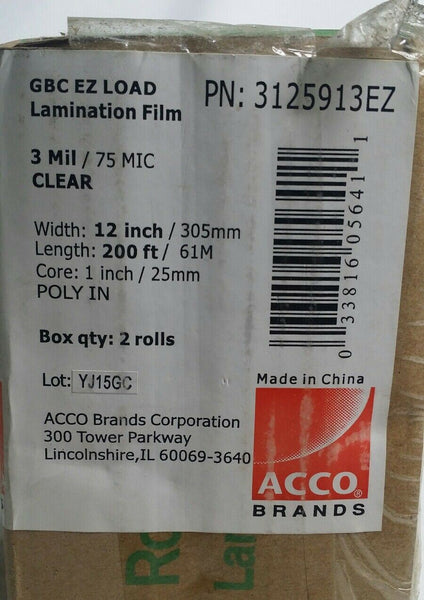 GBC EZ LOAD
Lamination Film
PN: 3125913EZ
3 Mil / 75 MIC
CLEAR
Width: 12 inch / 305mm
Length: 200 ft / 61M
Core: 1 inch / 25mm
POLY IN
Box qty: 2 rolls
Lot: YJ15GC
ACCO Brands Corporation
300 Tower Parkway
Lincolnshire,IL 60069-3640
0 33816 05641 1
Made in China
ACCO®
BRANDS
Ro
Lar